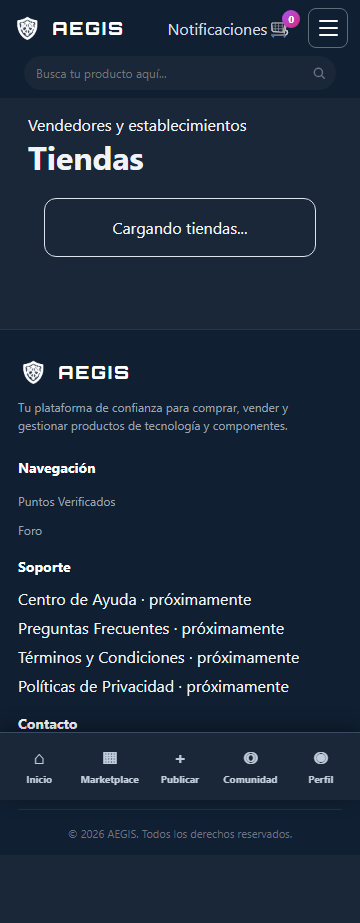 AEGIS
Notificaciones
0
Busca tu producto aquí...
Vendedores y establecimientos
Tiendas
Cargando tiendas...
AEGIS
Tu plataforma de confianza para comprar, vender y
gestionar productos de tecnología y componentes.
Navegación
Puntos Verificados
Foro
Soporte
Centro de Ayuda · próximamente
Preguntas Frecuentes · próximamente
Términos y Condiciones · próximamente
Políticas de Privacidad · próximamente
Contacto
Inicio
Marketplace
Publicar
Comunidad
Perfil
© 2026 AEGIS. Todos los derechos reservados.